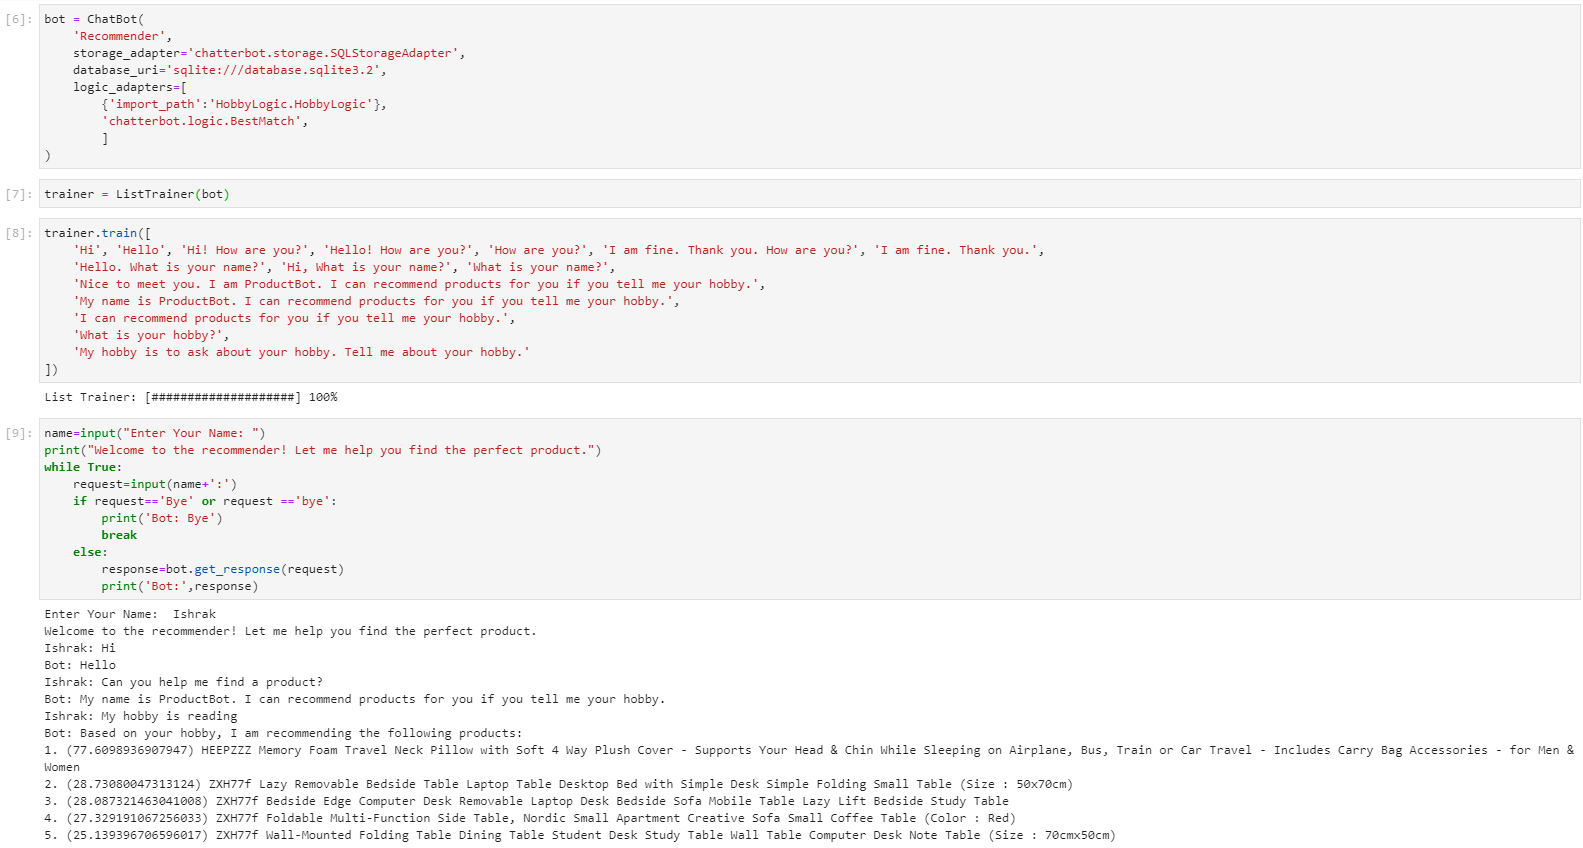 [6]: bot = ChatBot(
'Recommender',
storage_adapter='chatterbot.storage.SQLStorageAdapter',
database_uri='sqlite:///database.sqlite3.2',
logic_adapters=[
{'import_path':'HobbyLogic.HobbyLogic'},
'chatterbot.logic.BestMatch',
]
)
[7]: trainer = ListTrainer(bot)
[8]: trainer.train([
'Hi', 'Hello', 'Hi! How are you?', 'Hello! How are you?', 'How are you?', 'I am fine. Thank you. How are you?', 'I am fine. Thank you.',
'Hello. What is your name?', 'Hi, What is your name?', 'What is your name?',
'Nice to meet you. I am ProductBot. I can recommend products for you if you tell me your hobby.',
'My name is ProductBot. I can recommend products for you if you tell me your hobby.',
'I can recommend products for you if you tell me your hobby.',
'What is your hobby?',
'My hobby is to ask about your hobby. Tell me about your hobby.'
])
List Trainer: [####################] 100%
[9]: name=input("Enter Your Name: ")
print("Welcome to the recommender! Let me help you find the perfect product.")
while True:
request=input(name+':')
if request=='Bye' or request =='bye':
print('Bot: Bye')
break
else:
response=bot.get_response(request)
print('Bot:',response)
Enter Your Name:  Ishrak
Welcome to the recommender! Let me help you find the perfect product.
Ishrak: Hi
Bot: Hello
Ishrak: Can you help me find a product?
Bot: My name is ProductBot. I can recommend products for you if you tell me your hobby.
Ishrak: My hobby is reading
Bot: Based on your hobby, I am recommending the following products:
1. (77.6098936907947) HEEPZZZ Memory Foam Travel Neck Pillow with Soft 4 Way Plush Cover - Supports Your Head & Chin While Sleeping on Airplane, Bus, Train or Car Travel - Includes Carry Bag Accessories - for Men &
Women
2. (28.73080047313124) ZXH77f Lazy Removable Bedside Table Laptop Table Desktop Bed with Simple Desk Simple Folding Small Table (Size : 50x70cm)
3. (28.087321463041008) ZXH77f Bedside Edge Computer Desk Removable Laptop Desk Bedside Sofa Mobile Table Lazy Lift Bedside Study Table
4. (27.329191067256033) ZXH77f Foldable Multi-Function Side Table, Nordic Small Apartment Creative Sofa Small Coffee Table (Color : Red)
5. (25.139396706596017) ZXH77f Wall-Mounted Folding Table Dining Table Student Desk Study Table Wall Table Computer Desk Note Table (Size : 70cmx50cm)